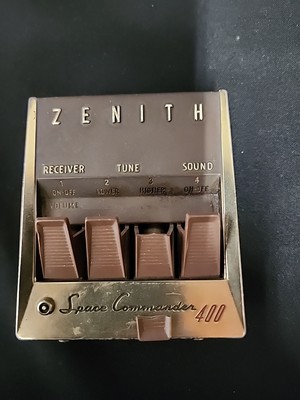 ZENITH
RECEIVER TUNE SOUND
1 2 3 4
ON-OFF LOWER HIGHER ON-OFF
VOLUME
Space Commander 400